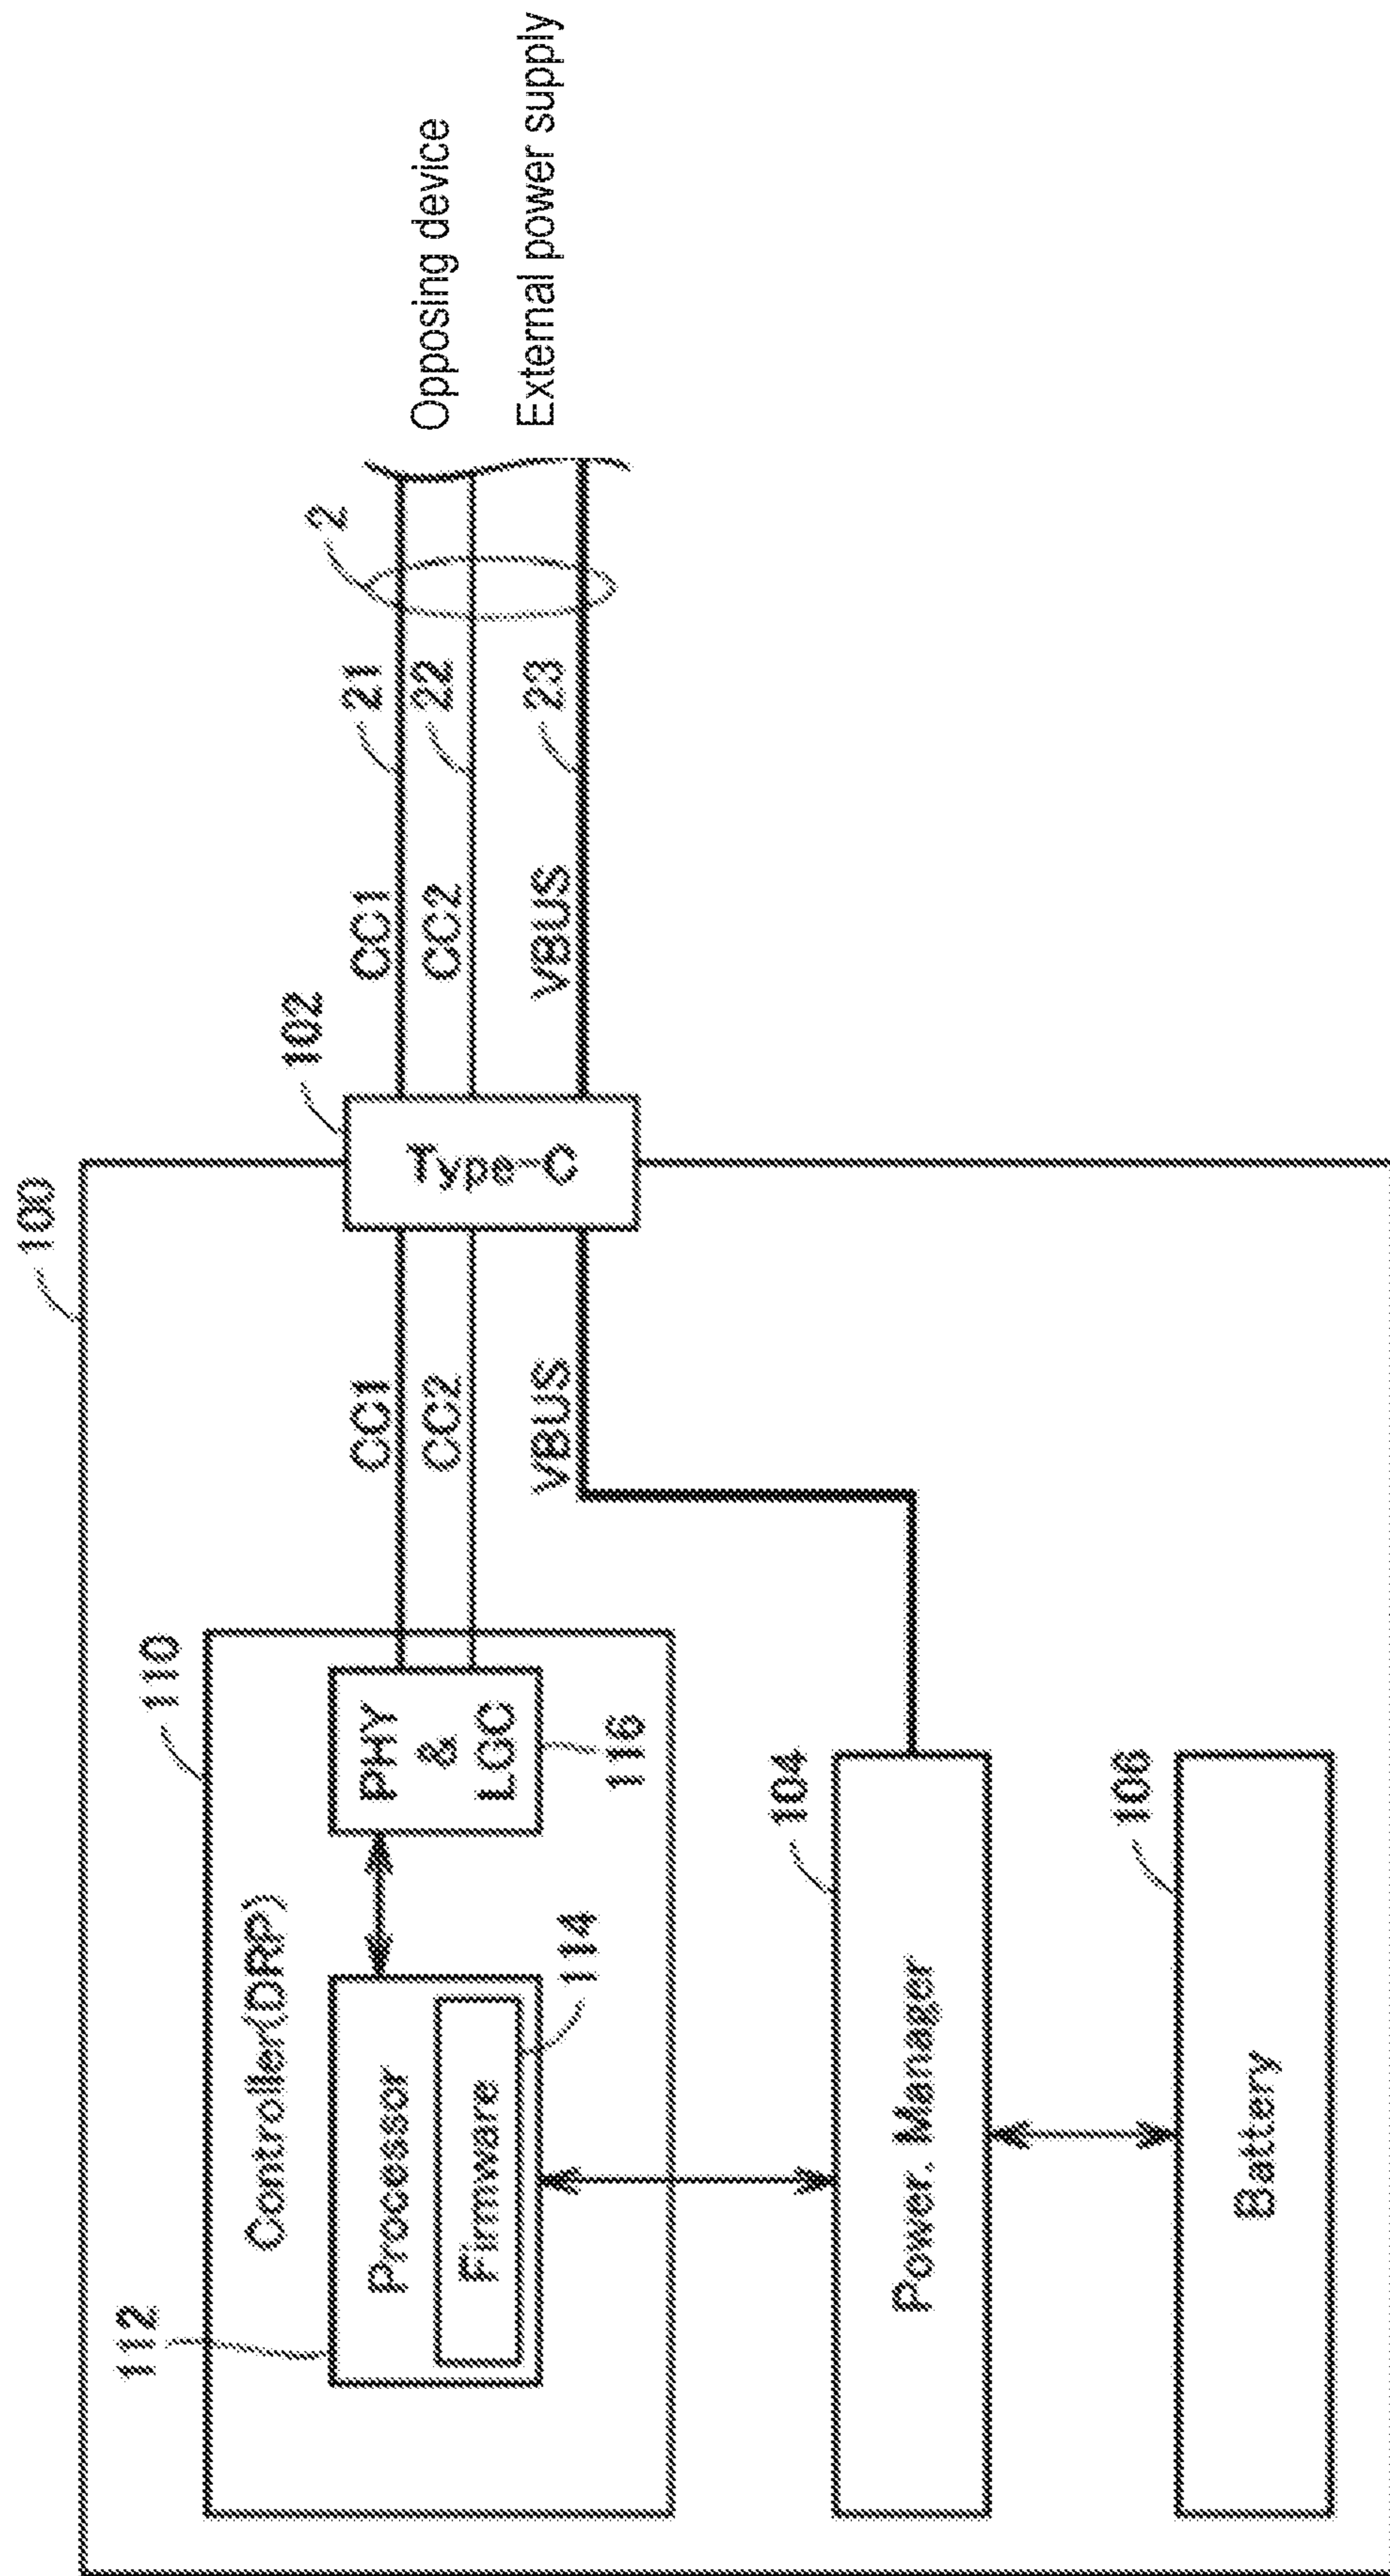 100
110
112
Controller(DRP)
Processor
Firmware
114
PHY
&
LGC
116
CC1
CC2
VBUS
102
Type-C
CC1
CC2
VBUS
21
22
23
2
Opposing device
External power supply
104
Power. Manager
106
Battery